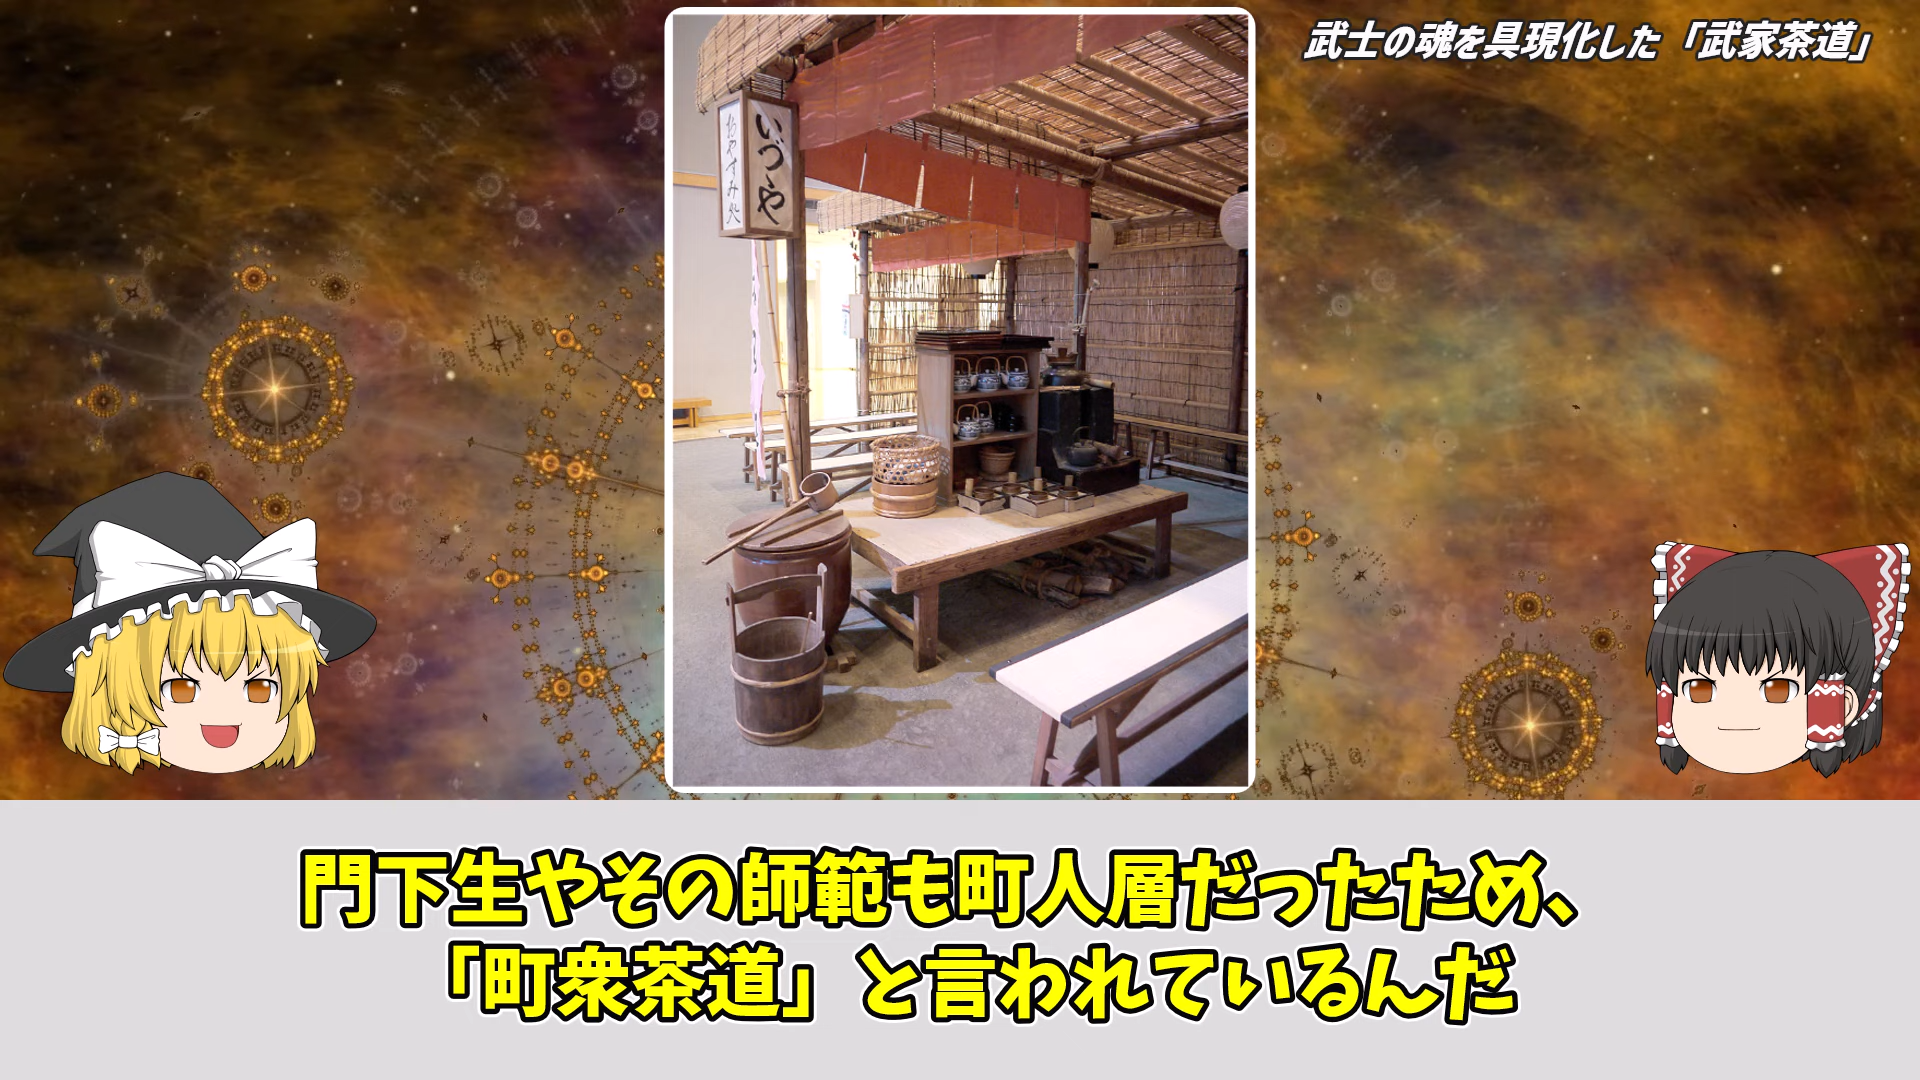 武士の魂を具現化した「武家茶道」
いづや
おやすみ処
門下生やその師範も町人層だったため、
「町衆茶道」と言われているんだ